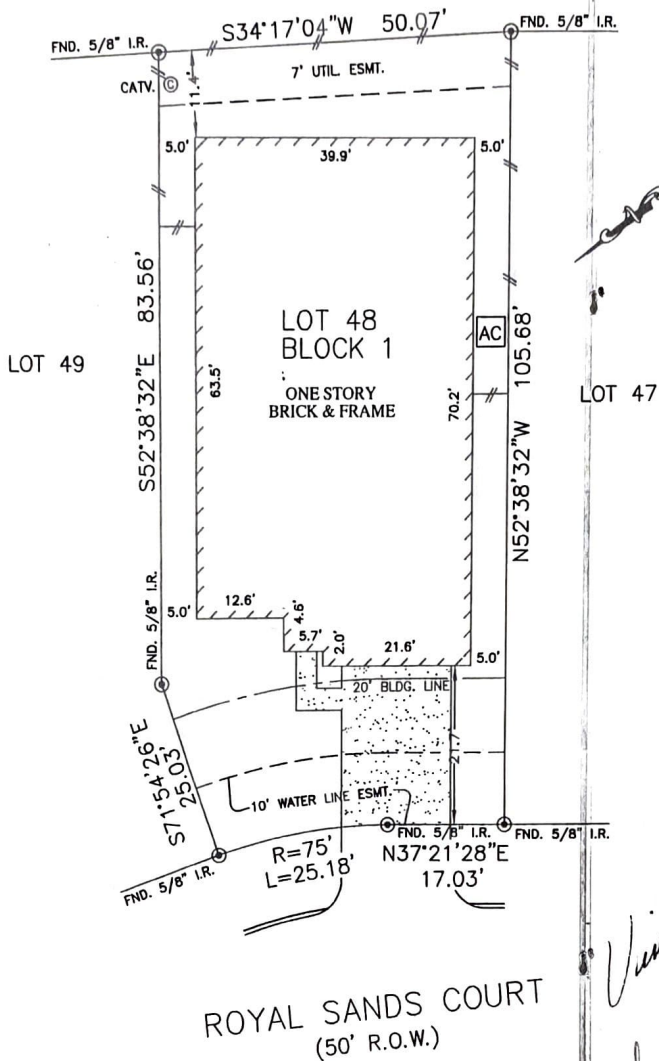 S34°17'04"W 50.07'
FND. 5/8" I.R.
FND. 5/8" I.R.
7' UTIL. ESMT.
CATV.
C
11.4'
5.0'
39.9'
5.0'
S52°38'32"E 83.56'
LOT 48
BLOCK 1
AC
N52°38'32"W 105.68'
LOT 49
63.5'
ONE STORY
BRICK & FRAME
70.2'
LOT 47
FND. 5/8" I.R.
5.0'
12.6'
4.6'
5.7'
2.0'
21.6'
5.0'
20' BLDG. LINE
S71°54'26"E
25.03'
21.7'
10' WATER LINE ESMT.
FND. 5/8" I.R.
R=75'
L=25.18'
FND. 5/8" I.R.
N37°21'28"E
17.03'
FND. 5/8" I.R.
ROYAL SANDS COURT
(50' R.O.W.)